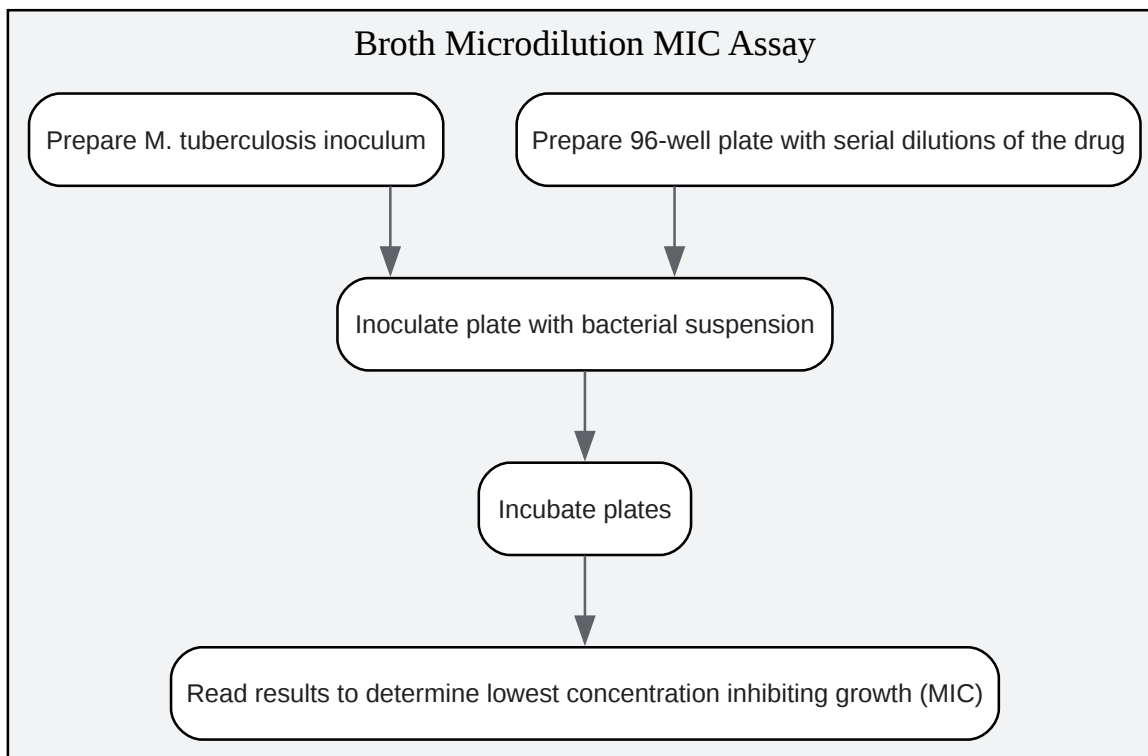 Broth Microdilution MIC Assay
Prepare M. tuberculosis inoculum
Prepare 96-well plate with serial dilutions of the drug
Inoculate plate with bacterial suspension
Incubate plates
Read results to determine lowest concentration inhibiting growth (MIC)